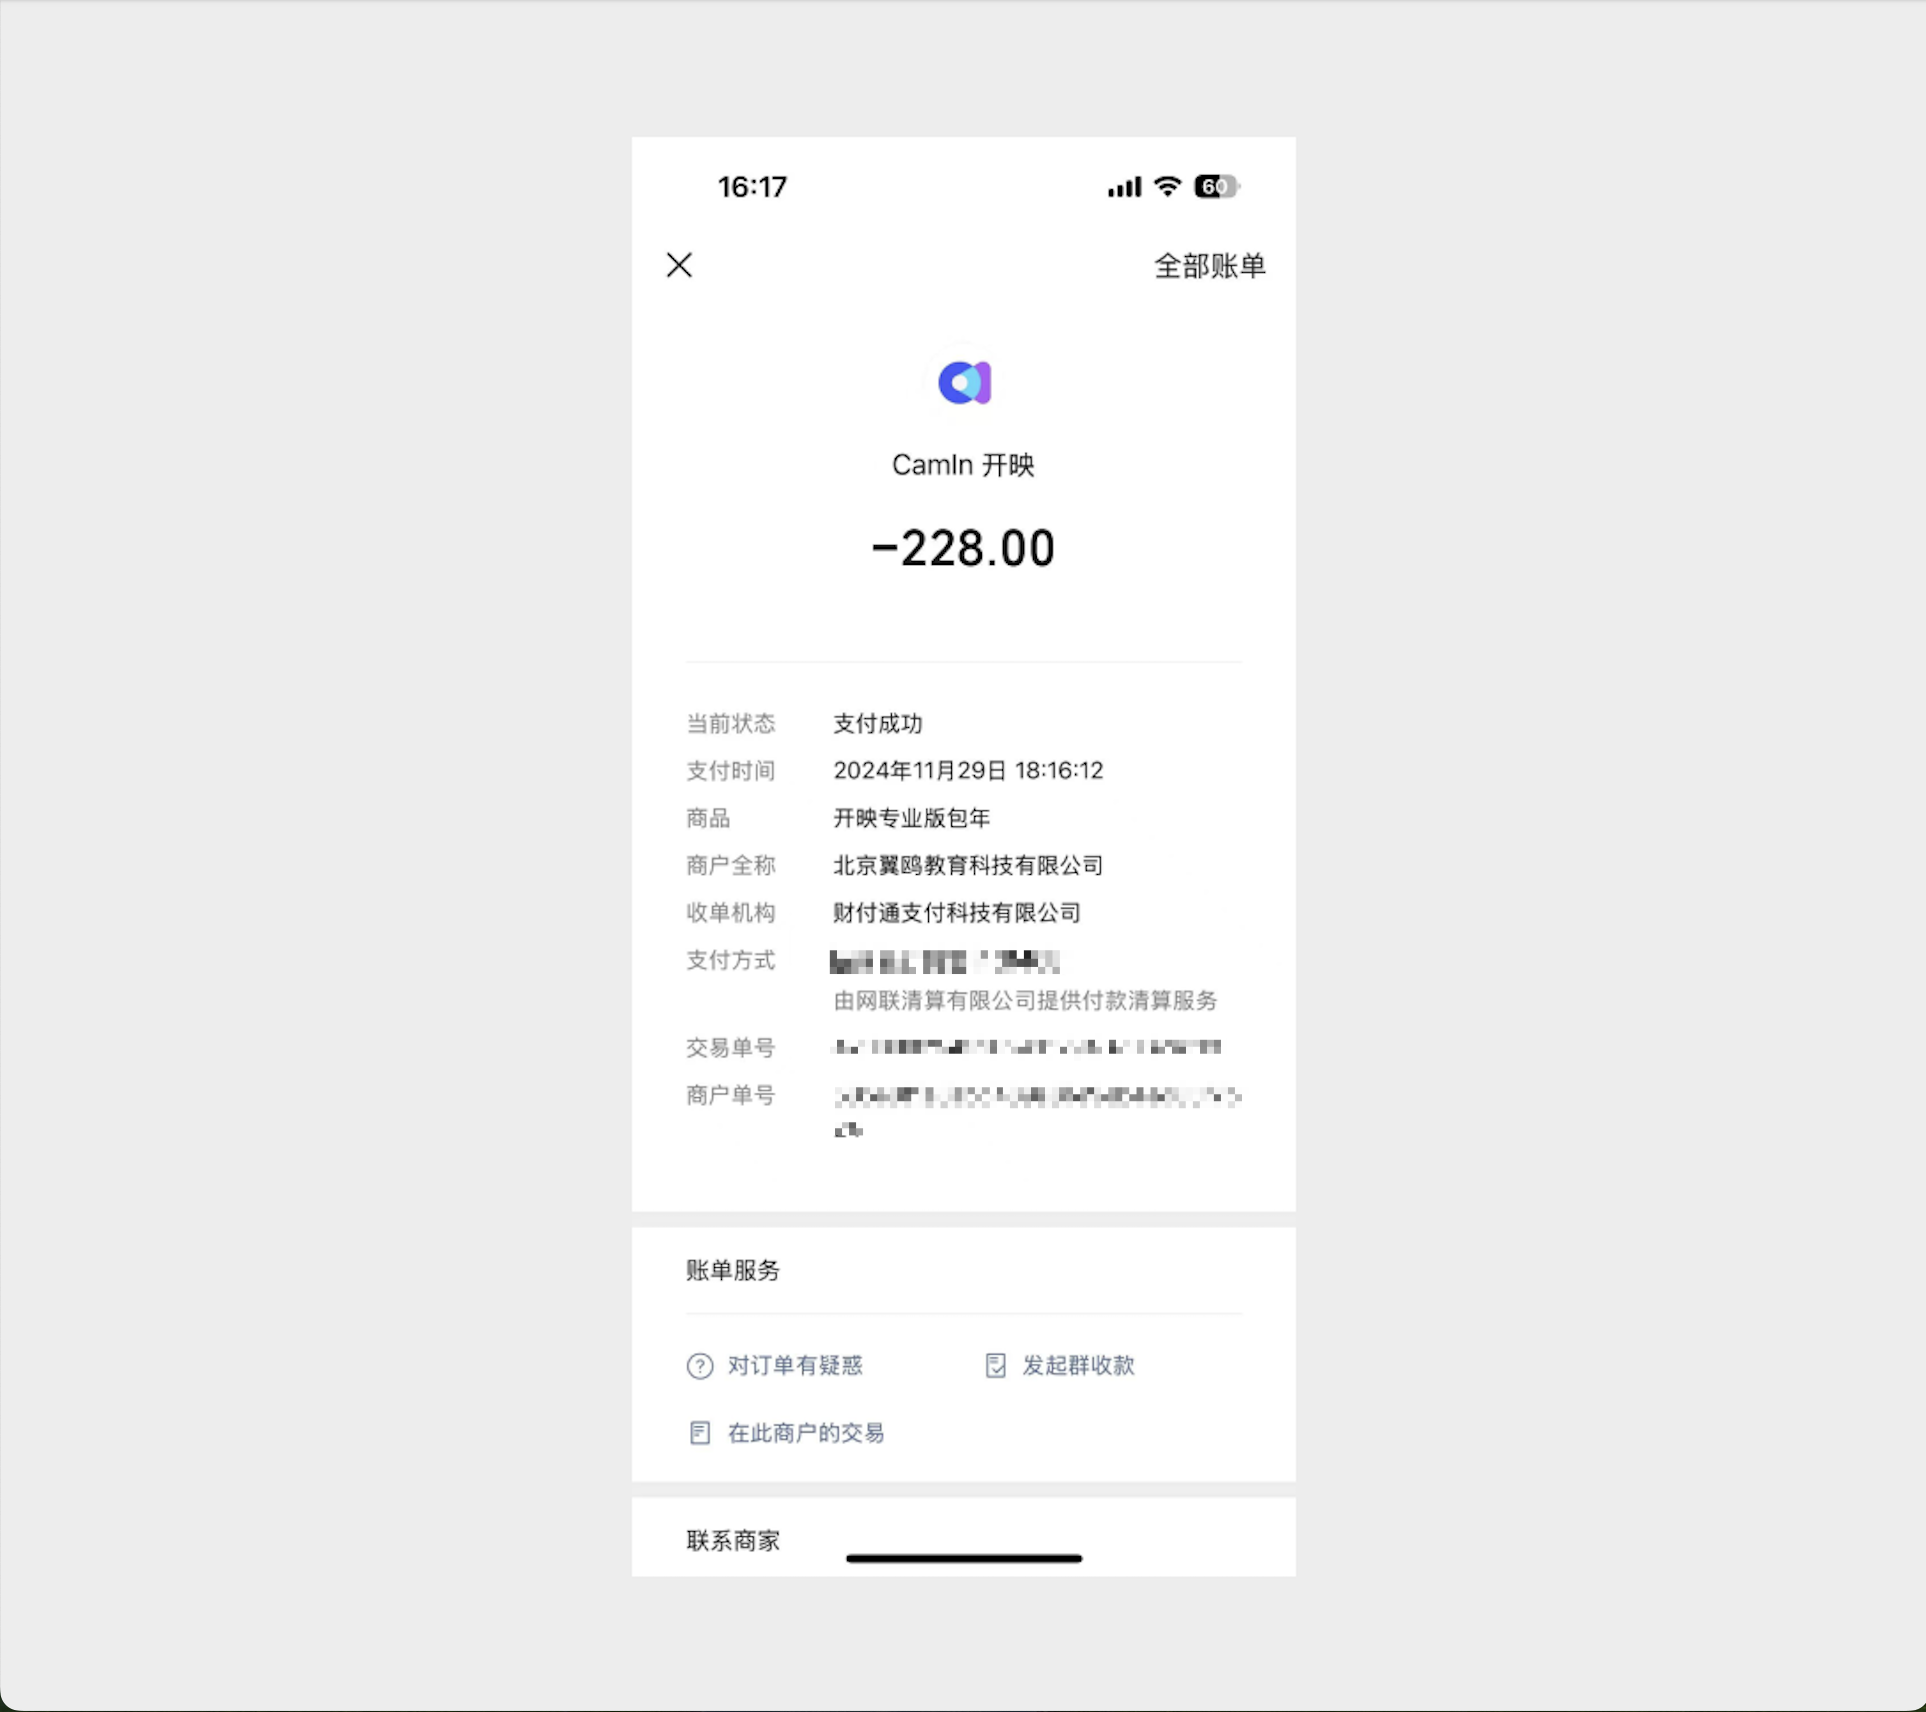 16:17
60
全部账单
CamIn 开映
-228.00
当前状态 支付成功
支付时间 2024年11月29日 18:16:12
商品 开映专业版包年
商户全称 北京翼鸥教育科技有限公司
收单机构 财付通支付科技有限公司
支付方式
由网联清算有限公司提供付款清算服务
交易单号
商户单号
账单服务
对订单有疑惑 发起群收款
在此商户的交易
联系商家